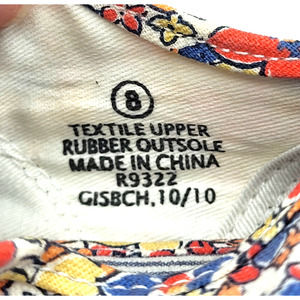 8
TEXTILE UPPER
RUBBER OUTSOLE
MADE IN CHINA
R9322
GISBCH, 10/10